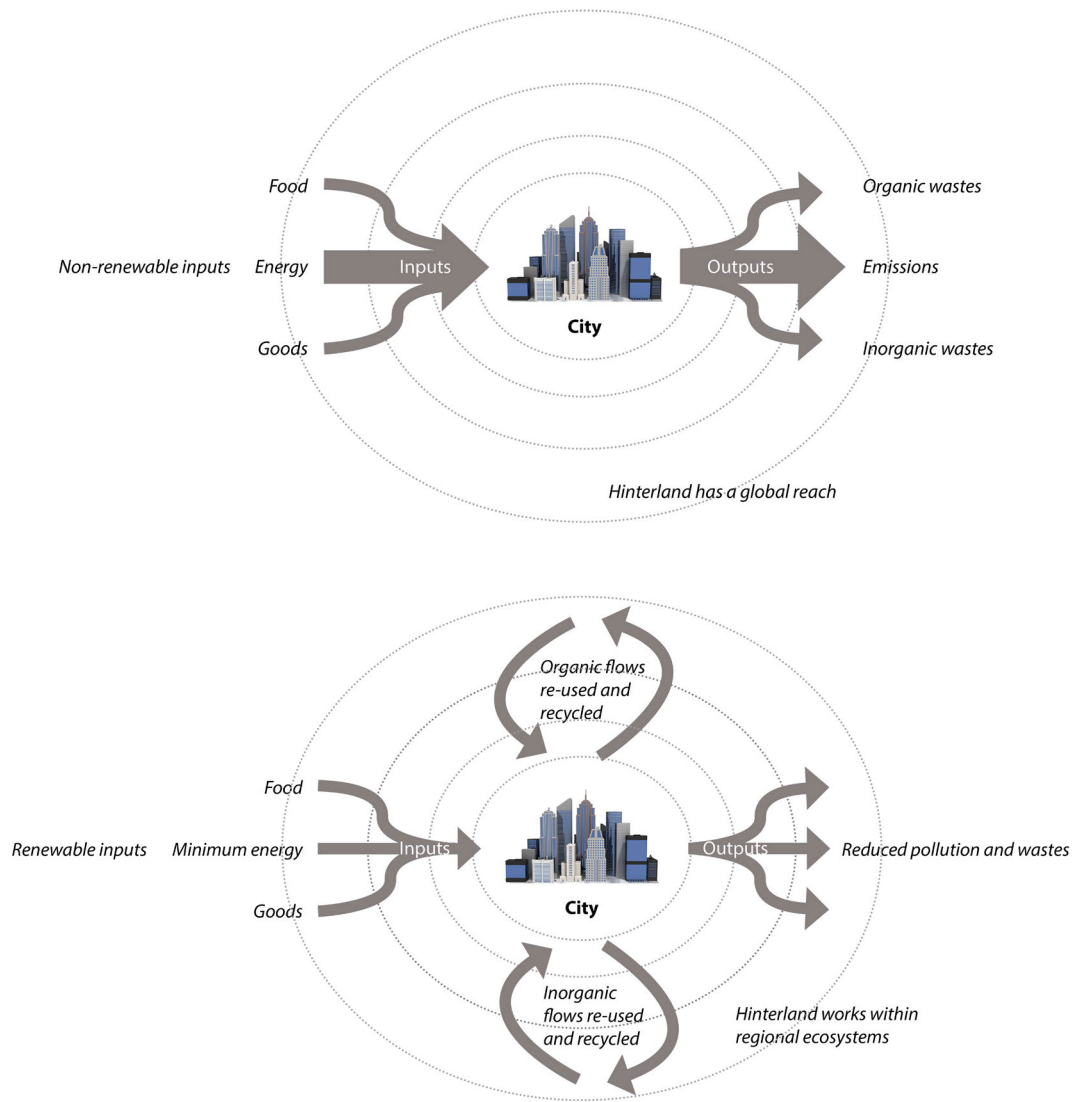 Food
Organic wastes
Non-renewable inputs
Energy
Inputs
Outputs
Emissions
City
Goods
Inorganic wastes
Hinterland has a global reach
Organic flows
re-used and
recycled
Food
Renewable inputs
Minimum energy
Inputs
Outputs
Reduced pollution and wastes
City
Goods
Inorganic
flows re-used
and recycled
Hinterland works within
regional ecosystems